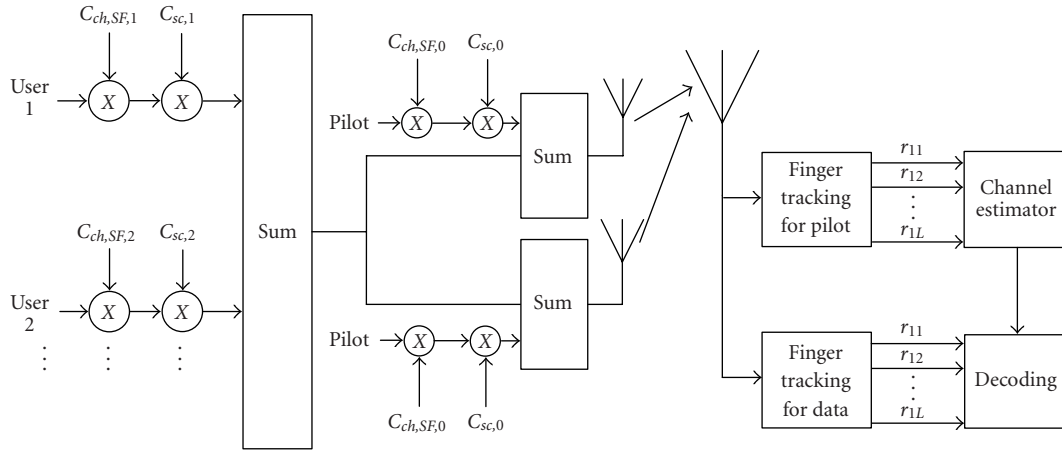 C_{ch,SF,1}
C_{sc,1}
User
1
X
X
C_{ch,SF,2}
C_{sc,2}
User
2
X
X
⋮
⋮
⋮
Sum
C_{ch,SF,0}
C_{sc,0}
Pilot
X
X
Sum
Sum
Pilot
X
X
C_{ch,SF,0}
C_{sc,0}
Finger
tracking
for pilot
r_{11}
r_{12}
⋮
r_{1L}
Channel
estimator
Finger
tracking
for data
r_{11}
r_{12}
⋮
r_{1L}
Decoding